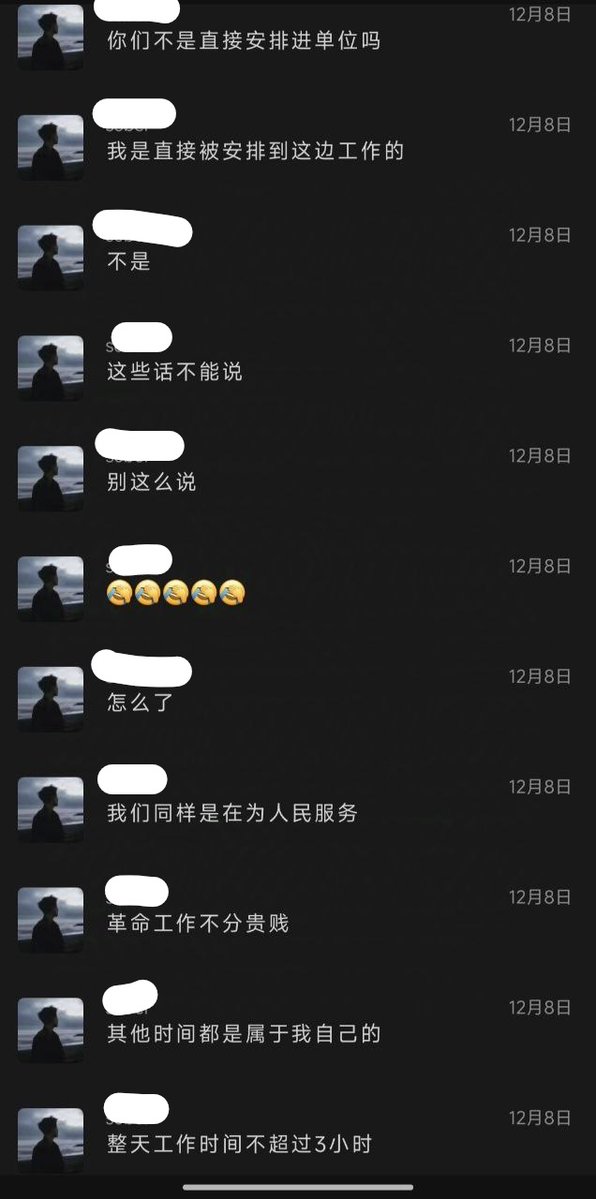 12月8日
你们不是直接安排进单位吗
12月8日
我是直接被安排到这边工作的
12月8日
不是
12月8日
这些话不能说
12月8日
别这么说
12月8日
🤣🤣🤣🤣🤣
12月8日
怎么了
12月8日
我们同样是在为人民服务
12月8日
革命工作不分贵贱
12月8日
其他时间都是属于我自己的
12月8日
整天工作时间不超过3小时